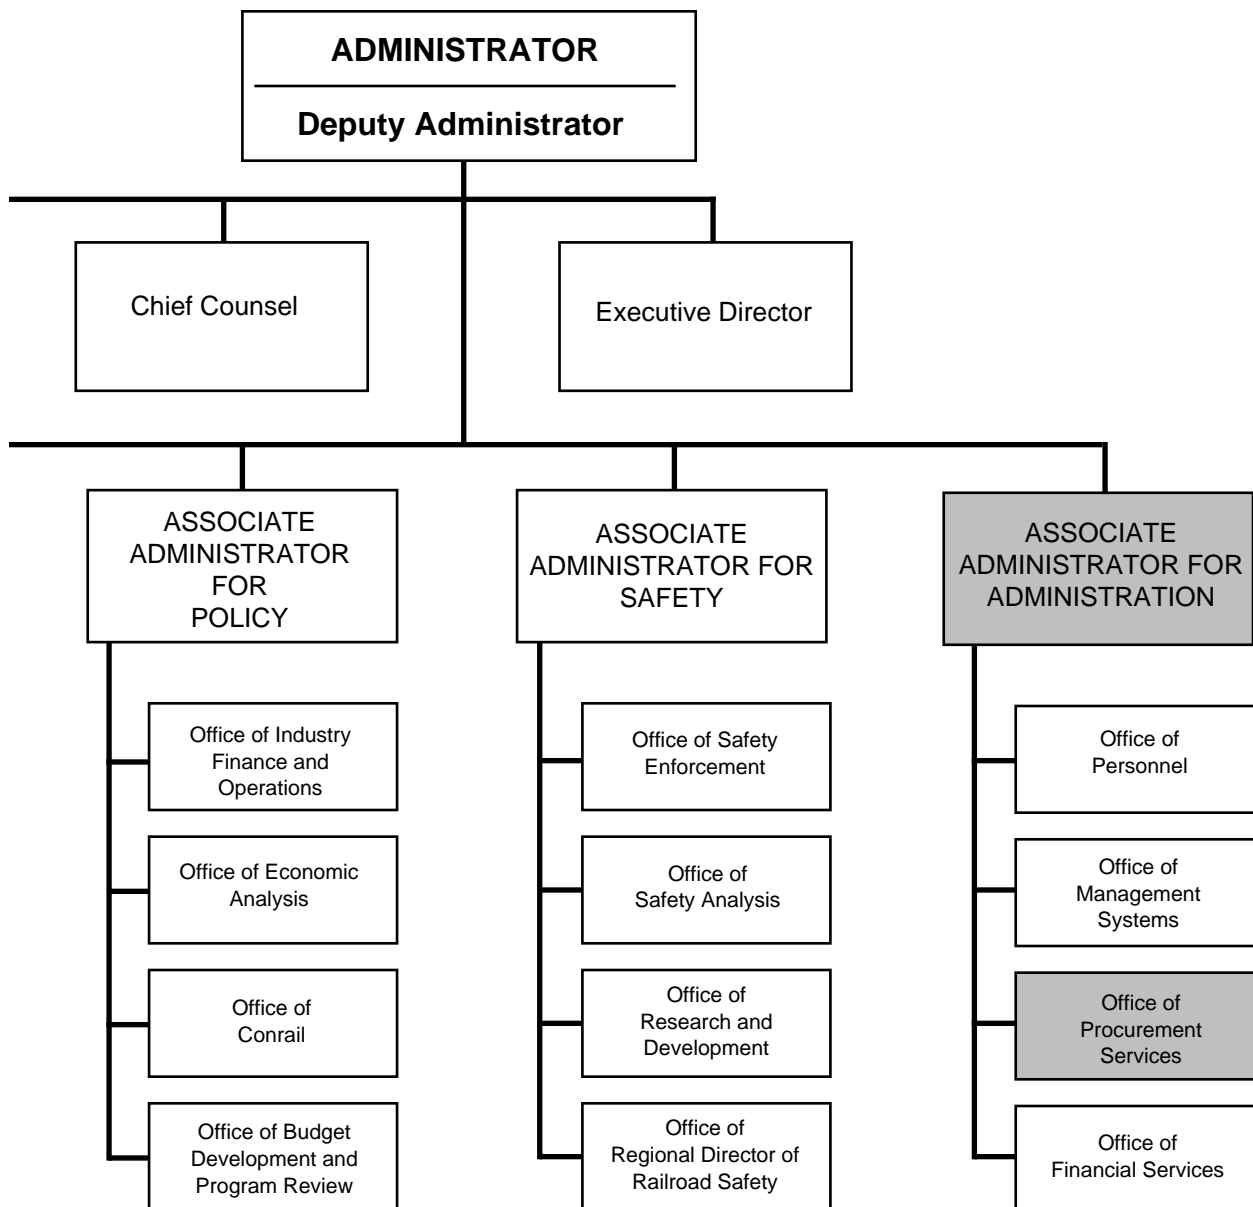 ADMINISTRATOR
Deputy Administrator
Chief Counsel
Executive Director
ASSOCIATE
ADMINISTRATOR
FOR
POLICY
ASSOCIATE
ADMINISTRATOR FOR
SAFETY
ASSOCIATE
ADMINISTRATOR FOR
ADMINISTRATION
Office of Industry
Finance and
Operations
Office of Safety
Enforcement
Office of
Personnel
Office of Economic
Analysis
Office of
Safety Analysis
Office of
Management
Systems
Office of
Conrail
Office of
Research and
Development
Office of
Procurement
Services
Office of Budget
Development and
Program Review
Office of
Regional Director of
Railroad Safety
Office of
Financial Services